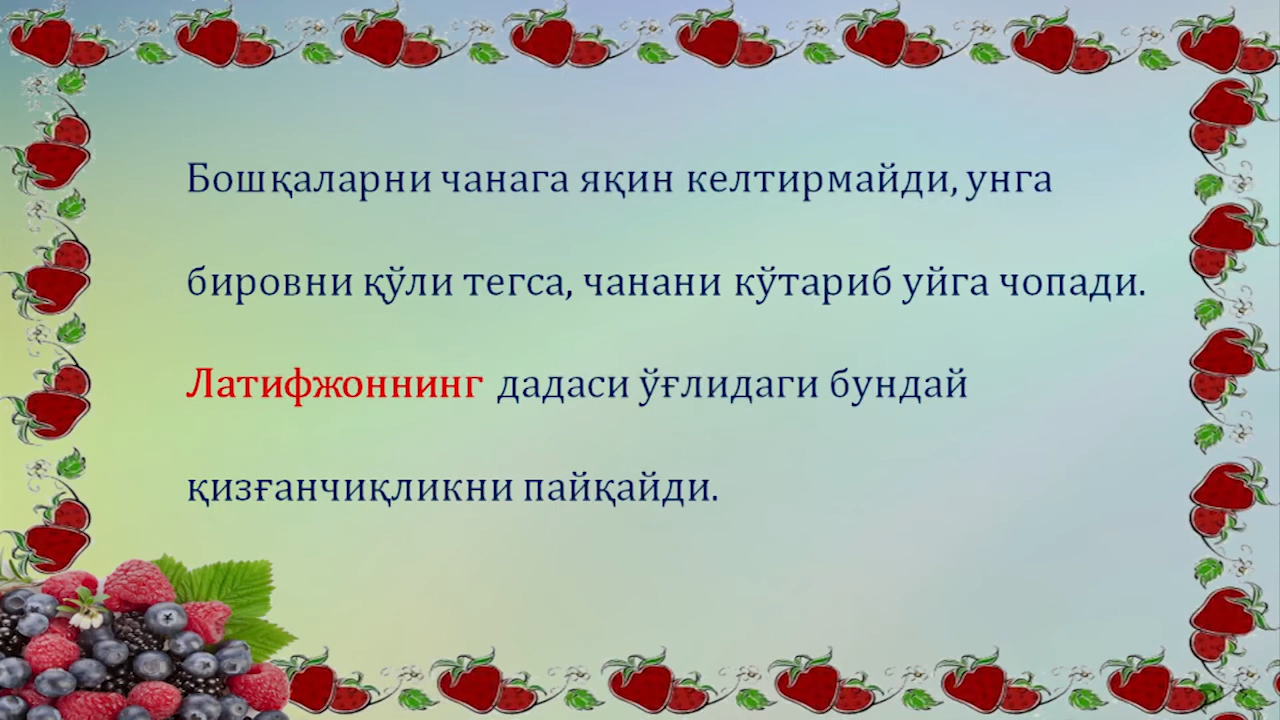 Бошқаларни чанага яқин келтирмайди, унга
бировни қўли тегса, чанани кўтариб уйга чопади.
Латифжоннинг дадаси ўғлидаги бундай
қизғанчиқликни пайқайди.